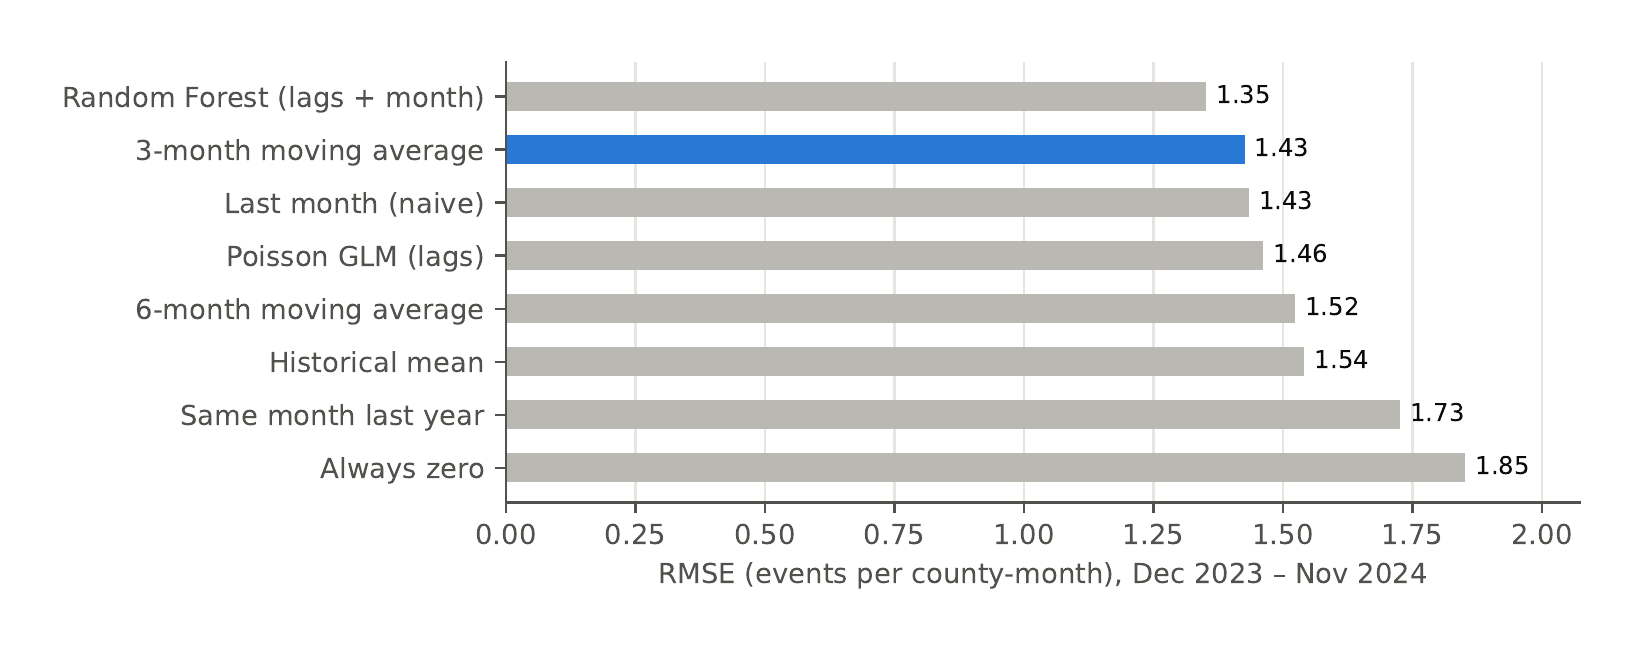 Random Forest (lags + month) 1.35
3-month moving average 1.43
Last month (naive) 1.43
Poisson GLM (lags) 1.46
6-month moving average 1.52
Historical mean 1.54
Same month last year 1.73
Always zero 1.85
0.00 0.25 0.50 0.75 1.00 1.25 1.50 1.75 2.00
RMSE (events per county-month), Dec 2023 – Nov 2024